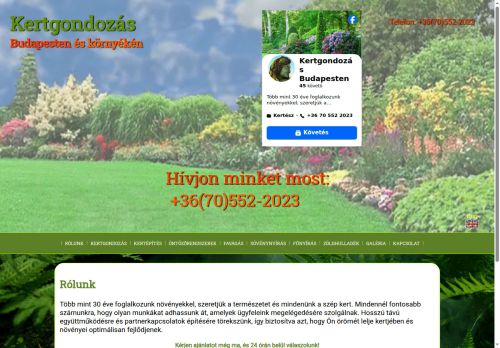 Kertgondozás
Budapesten és környékén
Telefon: +36(70)552-2023
Kertgondozá
s
Budapesten
45 követő
Több mint 30 éve foglalkozunk
növényekkel, szeretjük a...
Kertész · +36 70 552 2023
Követés
Hívjon minket most:
+36(70)552-2023
| RÓLUNK | KERTGONDOZÁS | KERTÉPÍTÉS | ÖNTÖZŐRENDSZEREK | FAVÁGÁS | SÖVÉNYNYÍRÁS | FŰNYÍRÁS | ZÖLDHULLADÉK | GALÉRIA | KAPCSOLAT |
Rólunk
Több mint 30 éve foglalkozunk növényekkel, szeretjük a természetet és mindenünk a szép kert. Mindennél fontosabb
számunkra, hogy olyan munkákat adhassunk át, amelyek ügyfeleink megelégedésére szolgálnak. Hosszú távú
együttműködésre és partnerkapcsolatok építésére törekszünk, így biztosítva azt, hogy Ön örömét lelje kertjében és
növényei optimálisan fejlődjenek.
Kérjen ajánlatot még ma, és 24 órán belül válaszolunk!